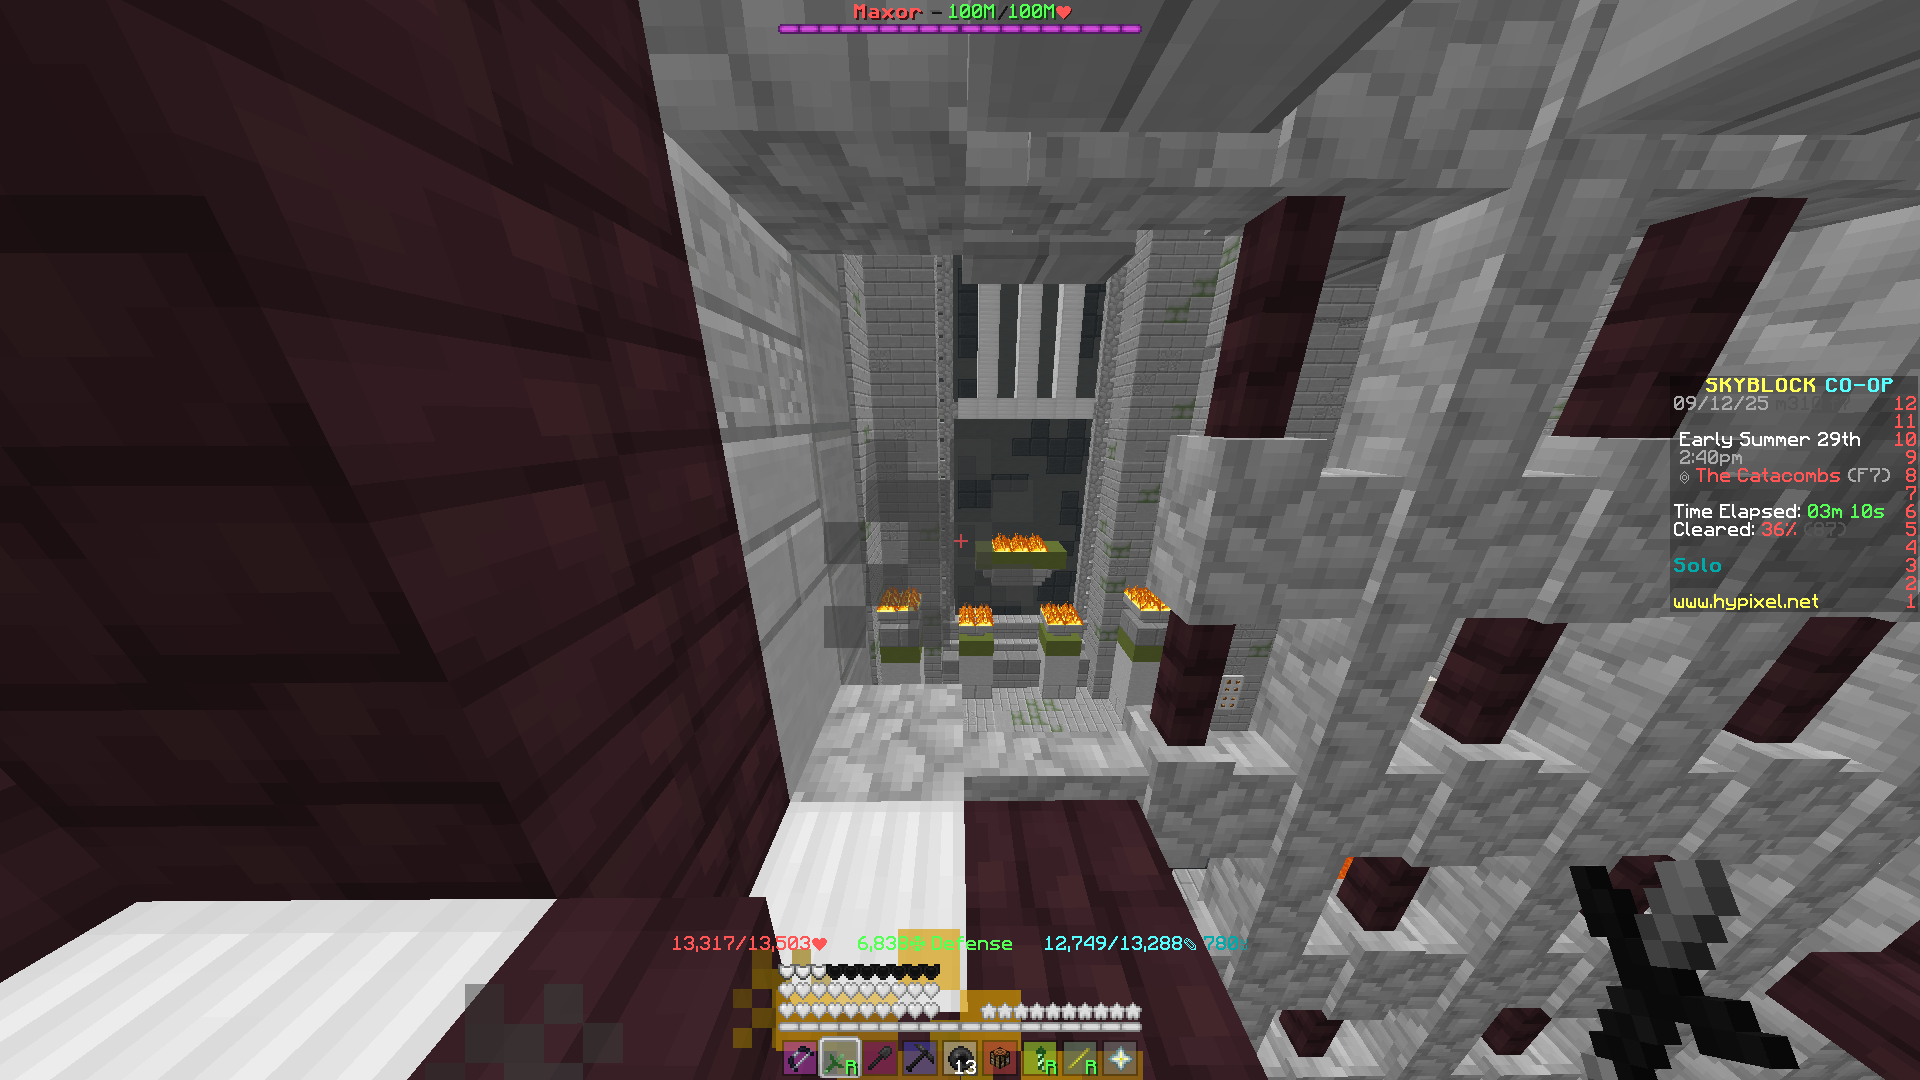 Maxor - 100M/100M❤
SKYBLOCK CO-OP
09/12/25 12
11
Early Summer 29th 10
2:40pm 9
The Catacombs (F7) 8
7
Time Elapsed: 03m 10s 6
Cleared: 36% 5
4
Solo 3
2
www.hypixel.net 1
13,317/13,503❤ Defense 12,749/13,288 780
R 13 R R